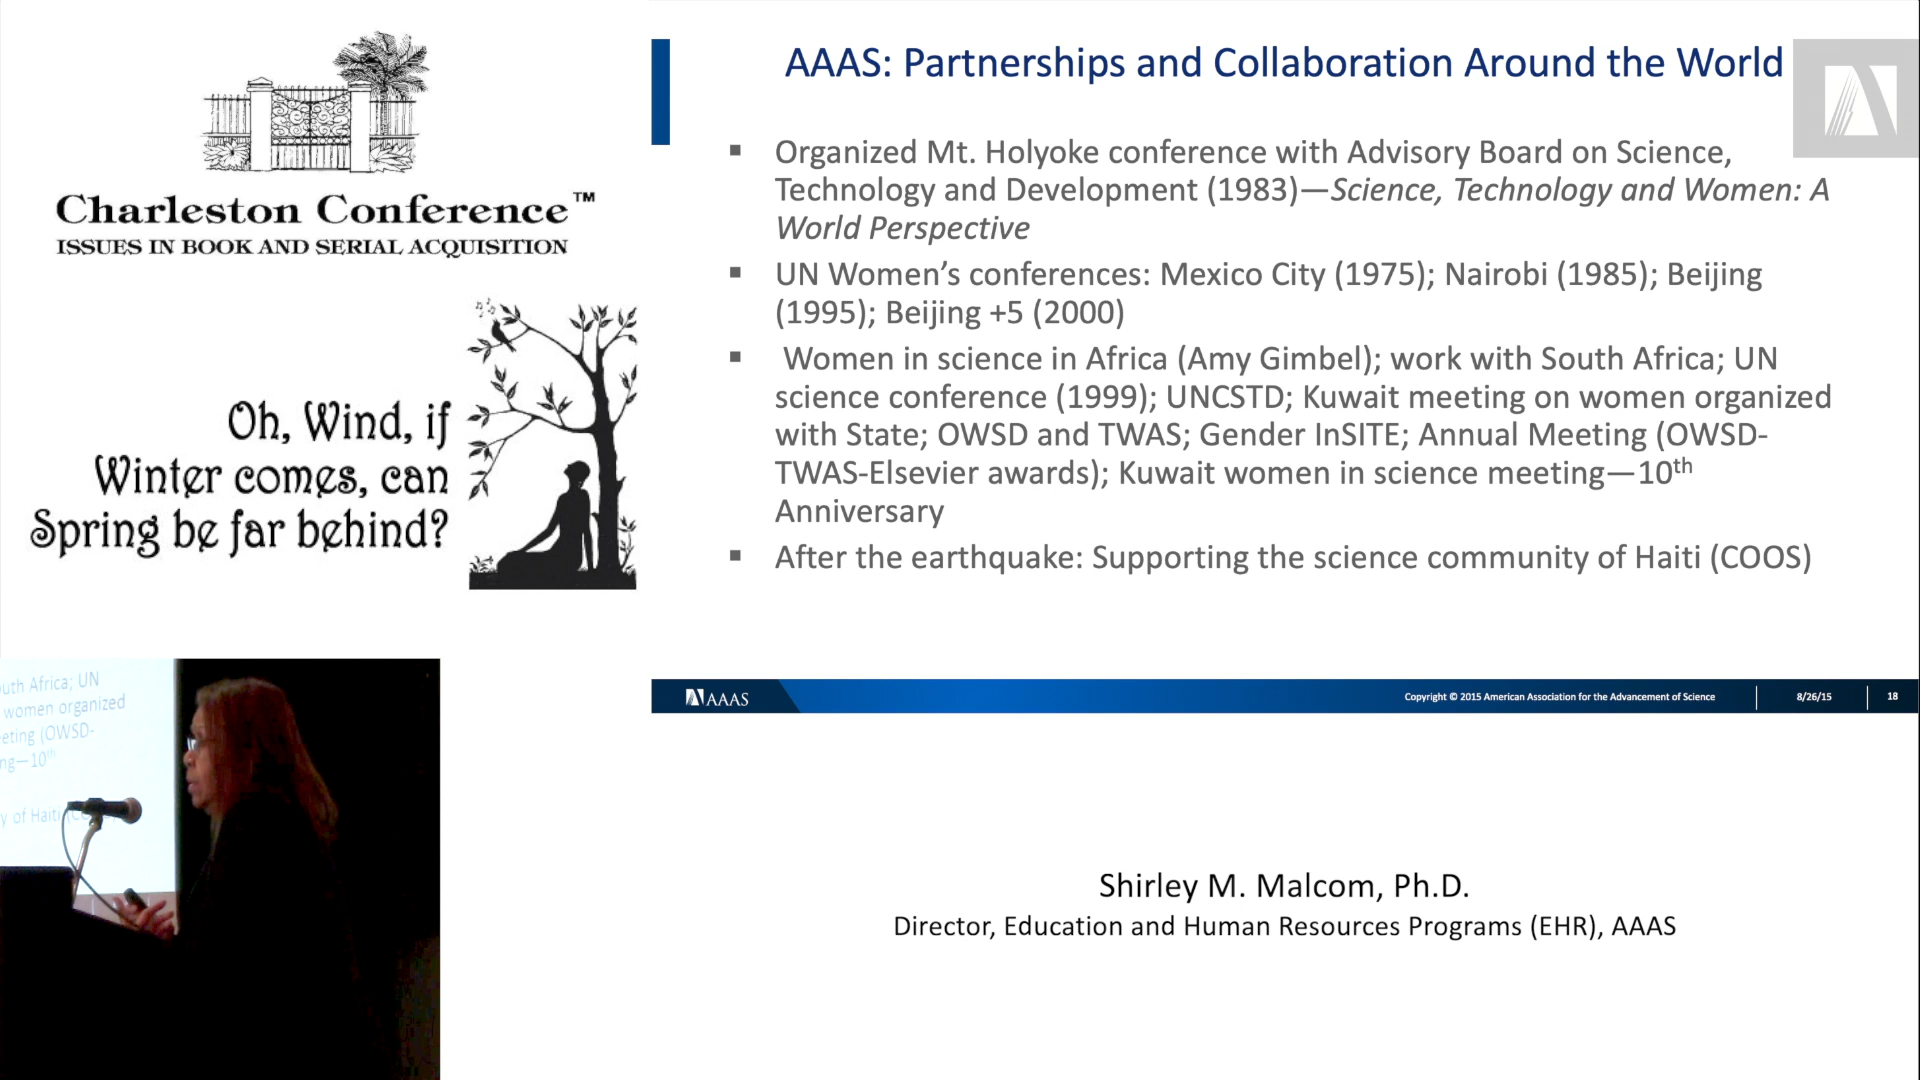 Charleston Conference™
ISSUES IN BOOK AND SERIAL ACQUISITION
Oh, Wind, if
Winter comes, can
Spring be far behind?
AAAS: Partnerships and Collaboration Around the World
▪ Organized Mt. Holyoke conference with Advisory Board on Science,
Technology and Development (1983)—Science, Technology and Women: A
World Perspective
▪ UN Women’s conferences: Mexico City (1975); Nairobi (1985); Beijing
(1995); Beijing +5 (2000)
▪ Women in science in Africa (Amy Gimbel); work with South Africa; UN
science conference (1999); UNCSTD; Kuwait meeting on women organized
with State; OWSD and TWAS; Gender InSITE; Annual Meeting (OWSD-
TWAS-Elsevier awards); Kuwait women in science meeting—10th
Anniversary
▪ After the earthquake: Supporting the science community of Haiti (COOS)
AAAS
Copyright © 2015 American Association for the Advancement of Science
8/26/15
18
uth Africa; UN
women organized
eting (OWSD-
ng—10th
y of Haiti
Shirley M. Malcom, Ph.D.
Director, Education and Human Resources Programs (EHR), AAAS